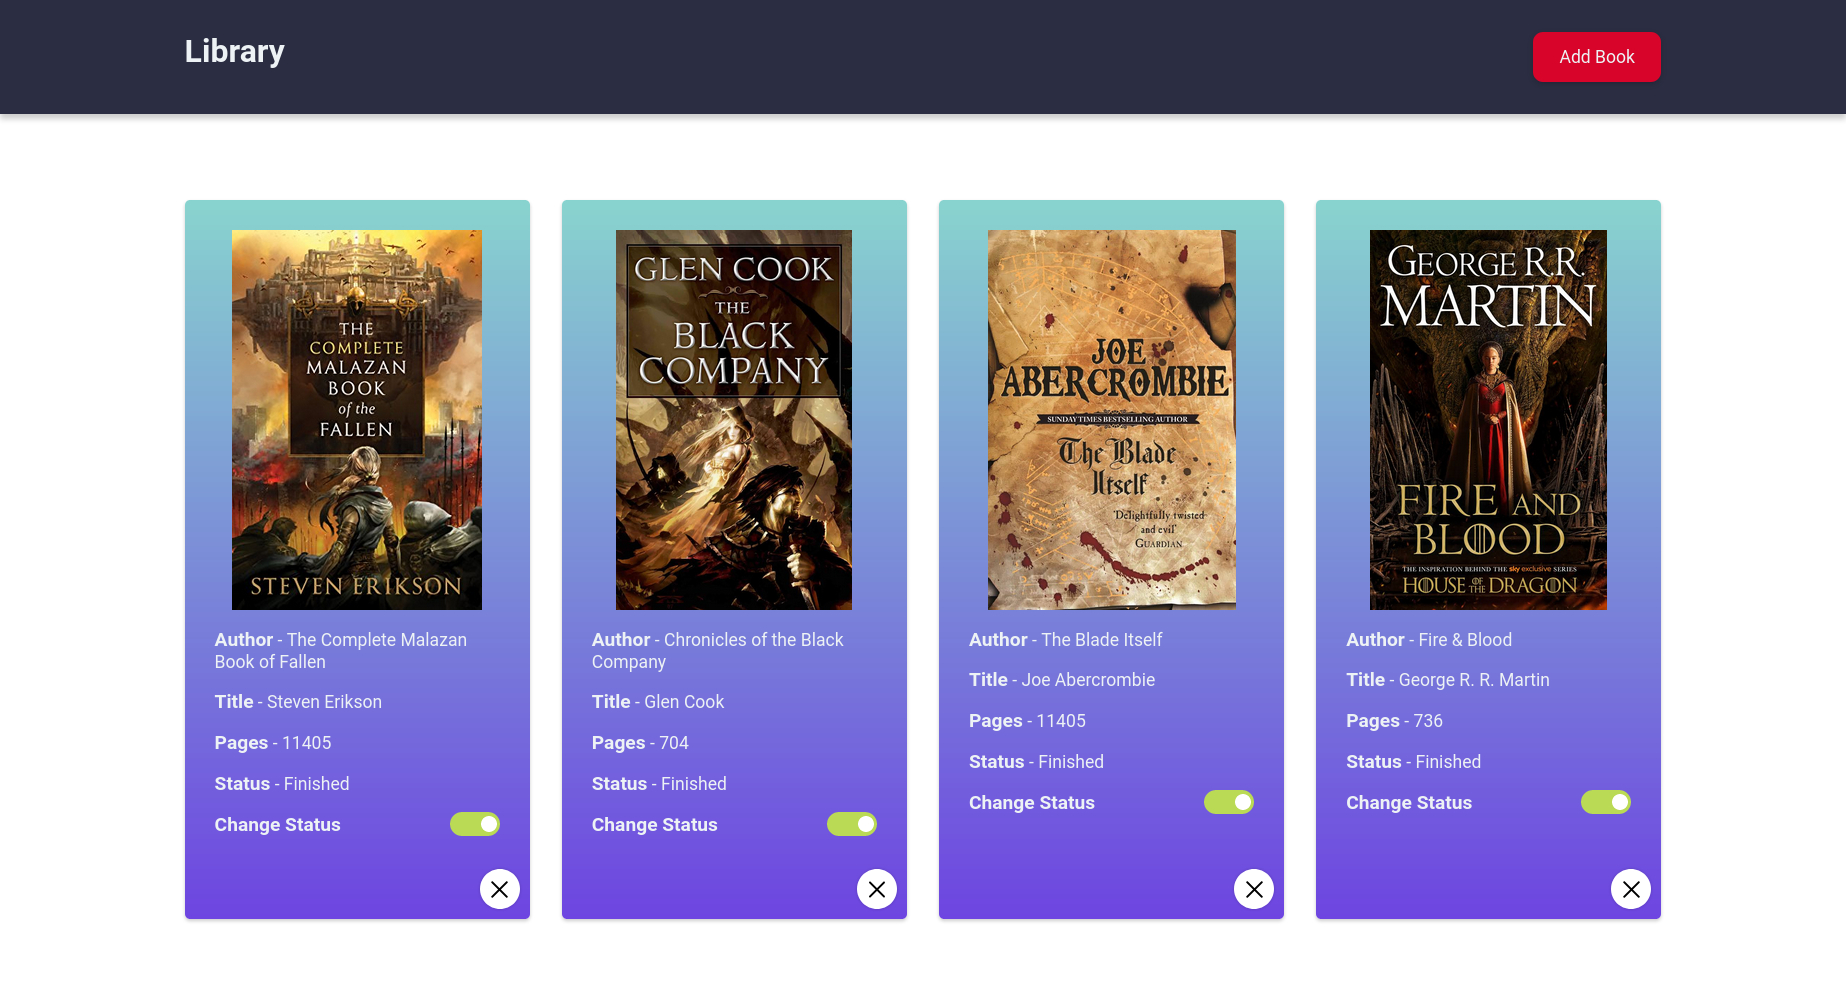 Library
Add Book
THE
COMPLETE
MALAZAN
BOOK
of the
FALLEN
STEVEN ERIKSON
Author - The Complete Malazan
Book of Fallen
Title - Steven Erikson
Pages - 11405
Status - Finished
Change Status
GLEN COOK
THE
BLACK
COMPANY
Author - Chronicles of the Black
Company
Title - Glen Cook
Pages - 704
Status - Finished
Change Status
JOE
ABERCROMBIE
SUNDAY TIMES BESTSELLING AUTHOR
The Blade
Itself
'Delightfully twisted
and evil'
GUARDIAN
Author - The Blade Itself
Title - Joe Abercrombie
Pages - 11405
Status - Finished
Change Status
GEORGE R.R.
MARTIN
FIRE AND
BLOOD
THE INSPIRATION BEHIND THE sky exclusive SERIES
HOUSE OF THE DRAGON
Author - Fire & Blood
Title - George R. R. Martin
Pages - 736
Status - Finished
Change Status